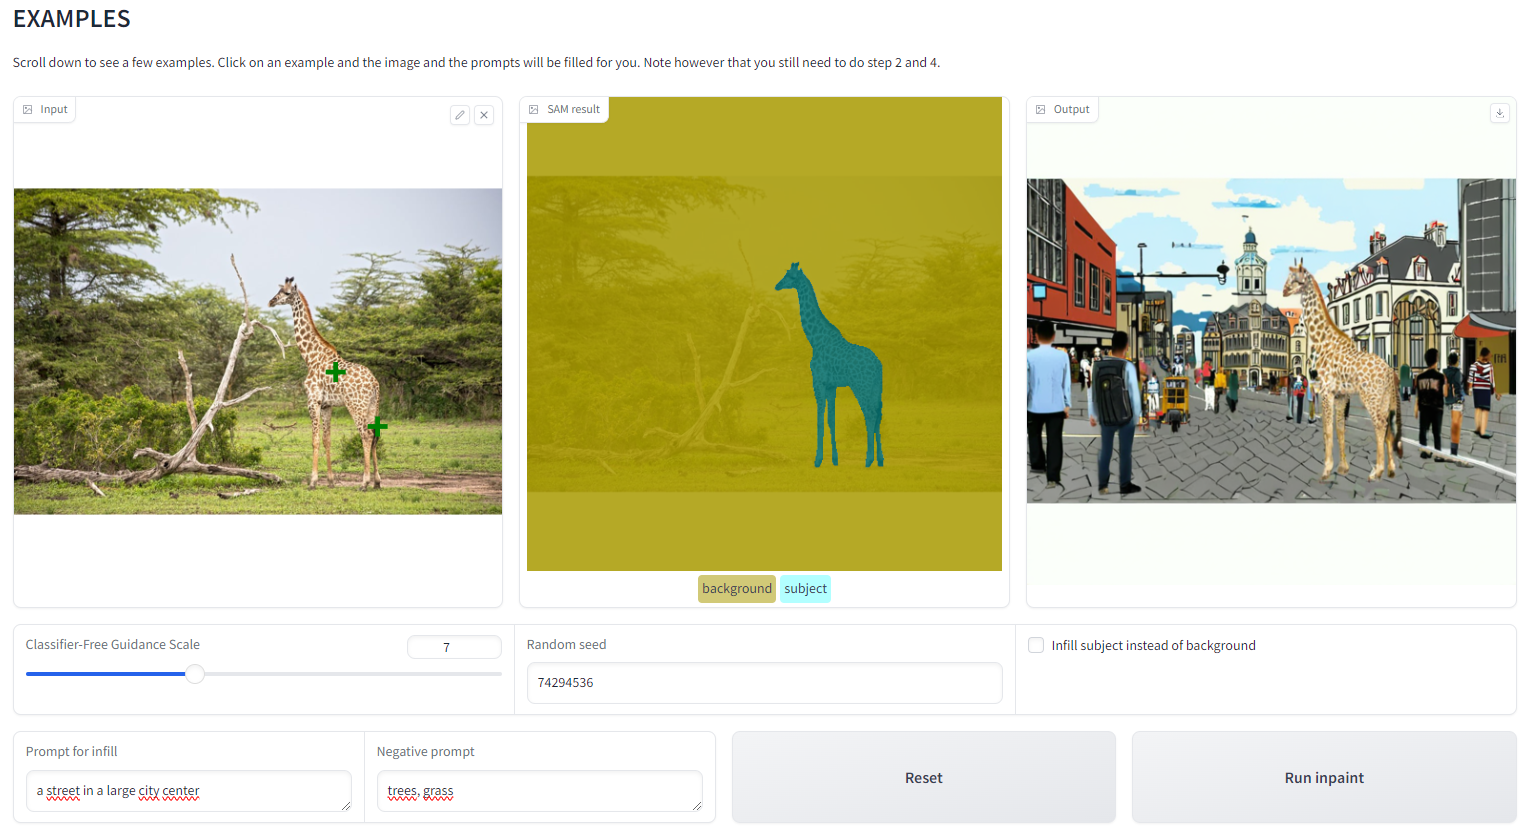 EXAMPLES
Scroll down to see a few examples. Click on an example and the image and the prompts will be filled for you. Note however that you still need to do step 2 and 4.
Input
SAM result
Output
background
subject
Classifier-Free Guidance Scale
7
Random seed
74294536
Infill subject instead of background
Prompt for infill
a street in a large city center
Negative prompt
trees, grass
Reset
Run inpaint